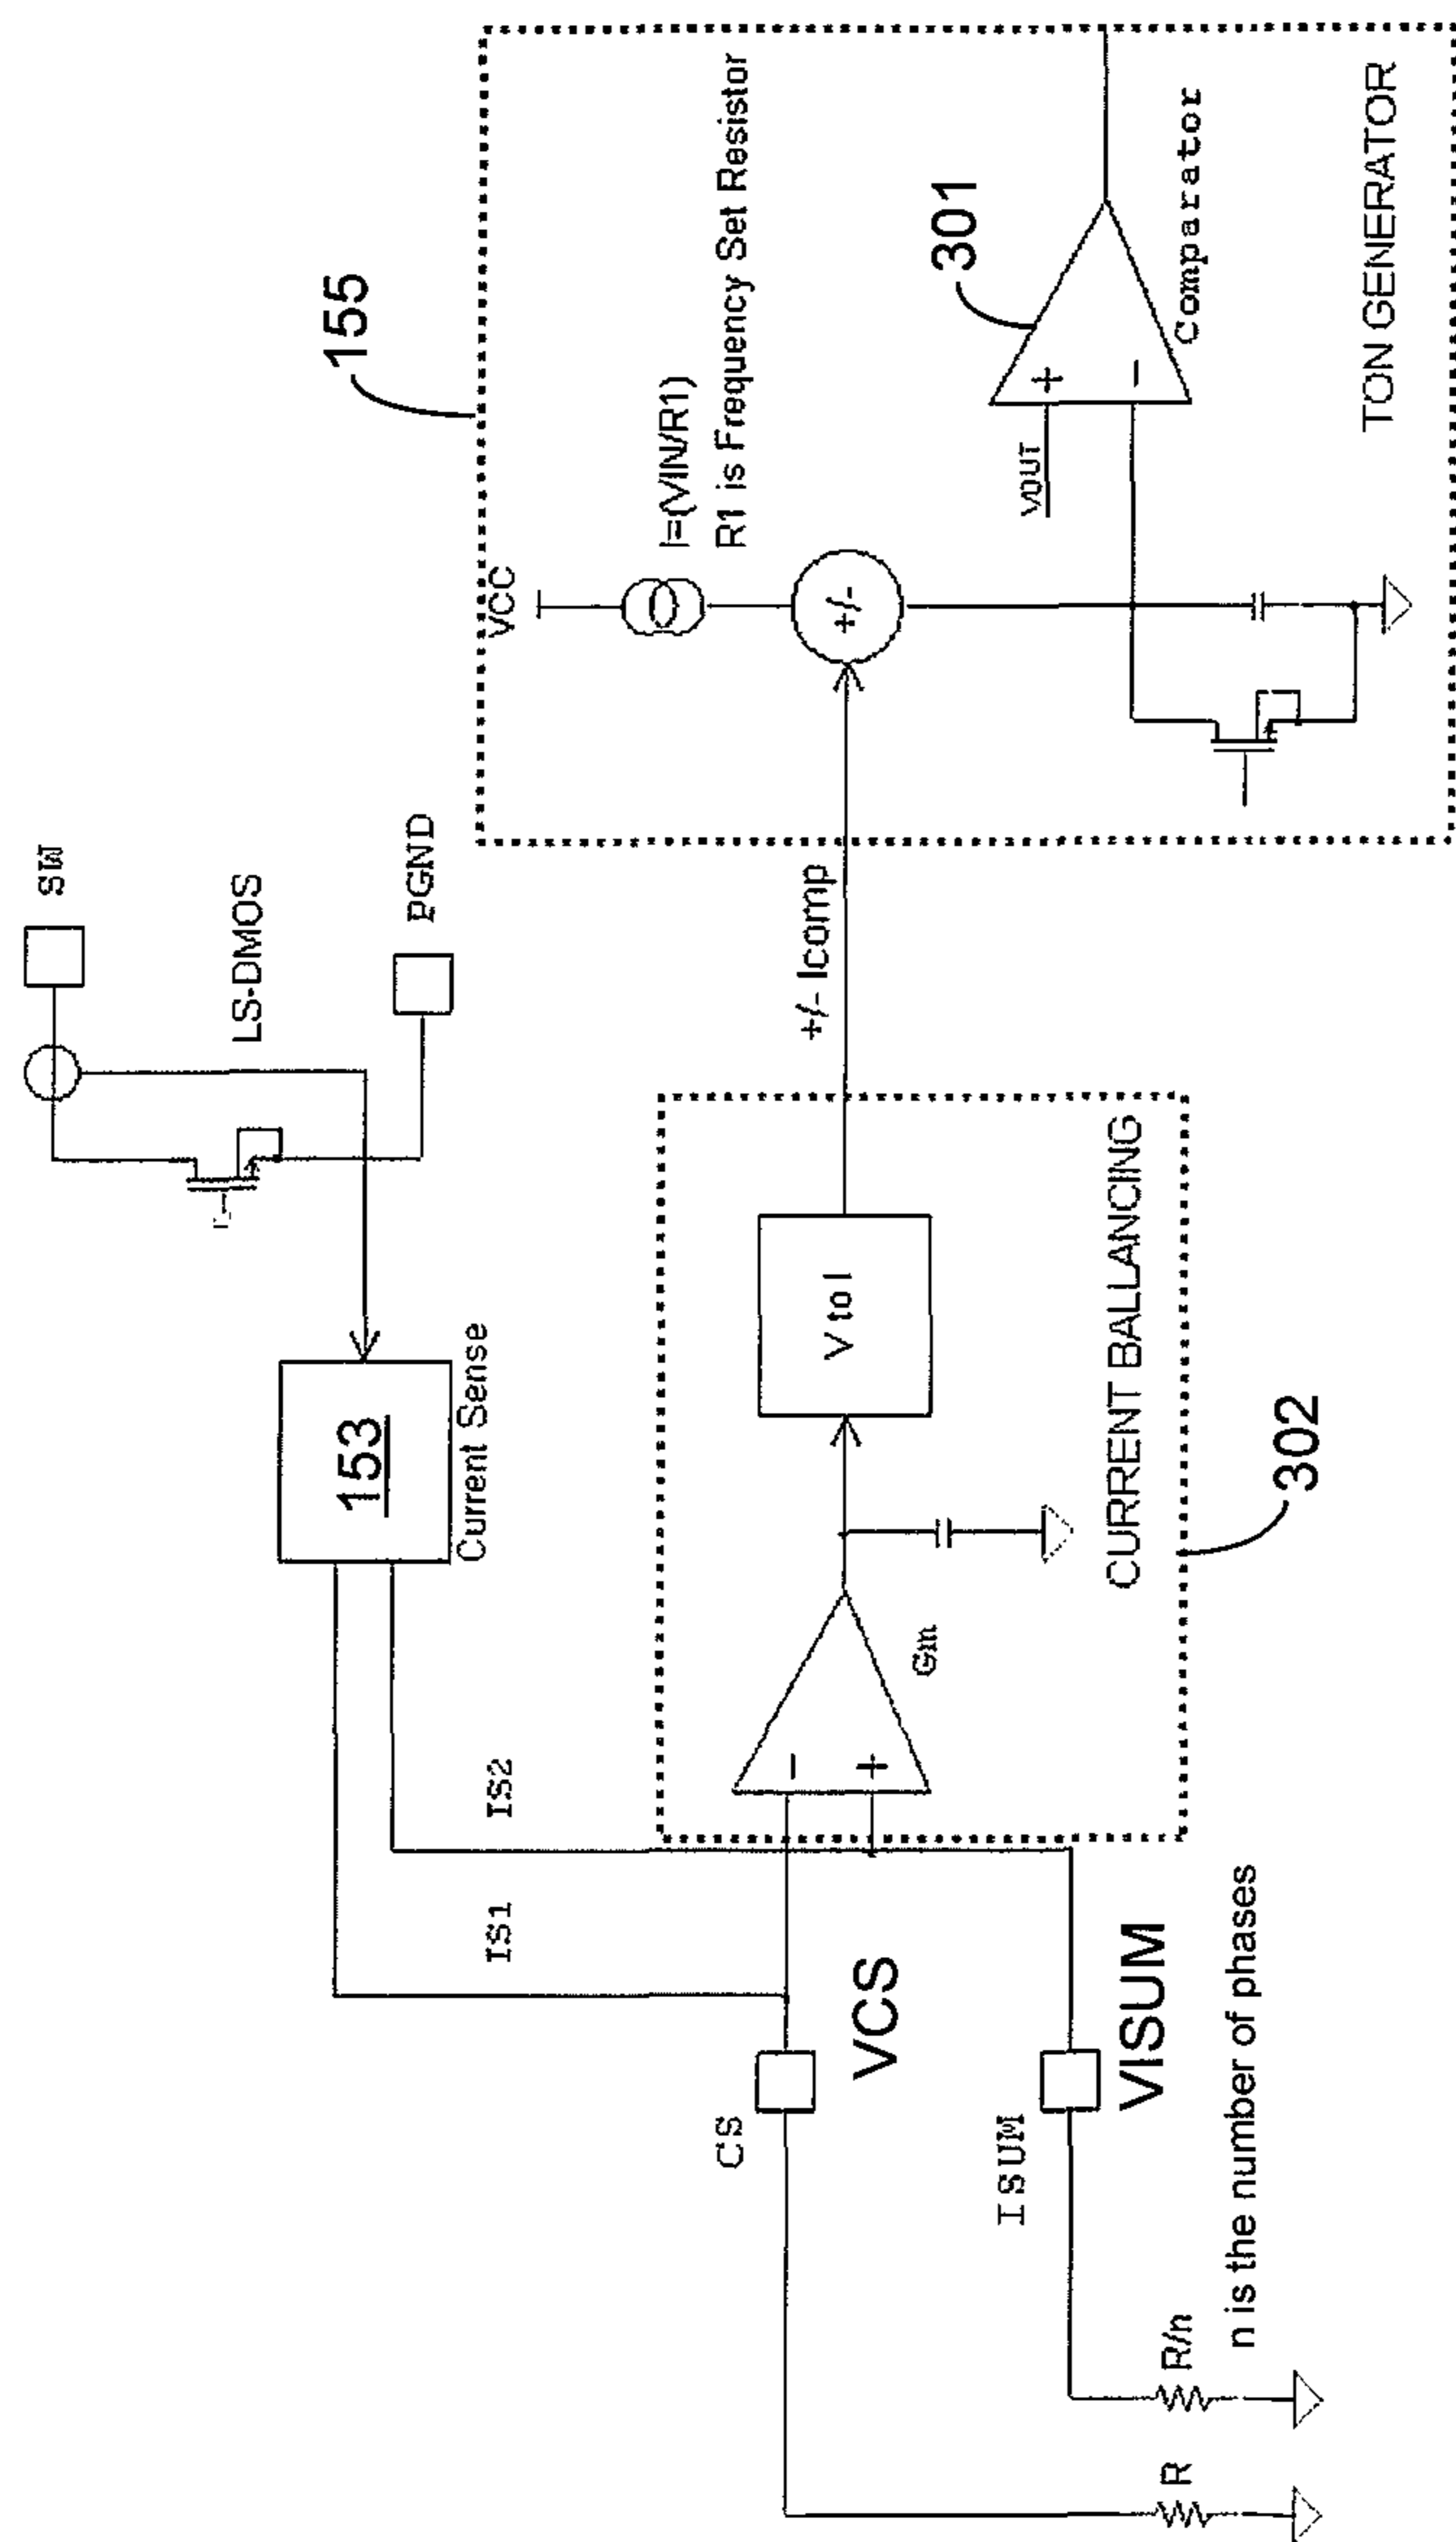 SW
LS-DMOS
PGND
153
Current Sense
IS1
IS2
CS
VCS
ISUM
VISUM
R
R/n
n is the number of phases
-
+
Gm
V to I
CURRENT BALLANCING
302
+/- Icomp
155
VCC
I=(VIN/R1)
R1 is Frequency Set Resistor
+/-
VOUT
+
-
301
Comparator
TON GENERATOR